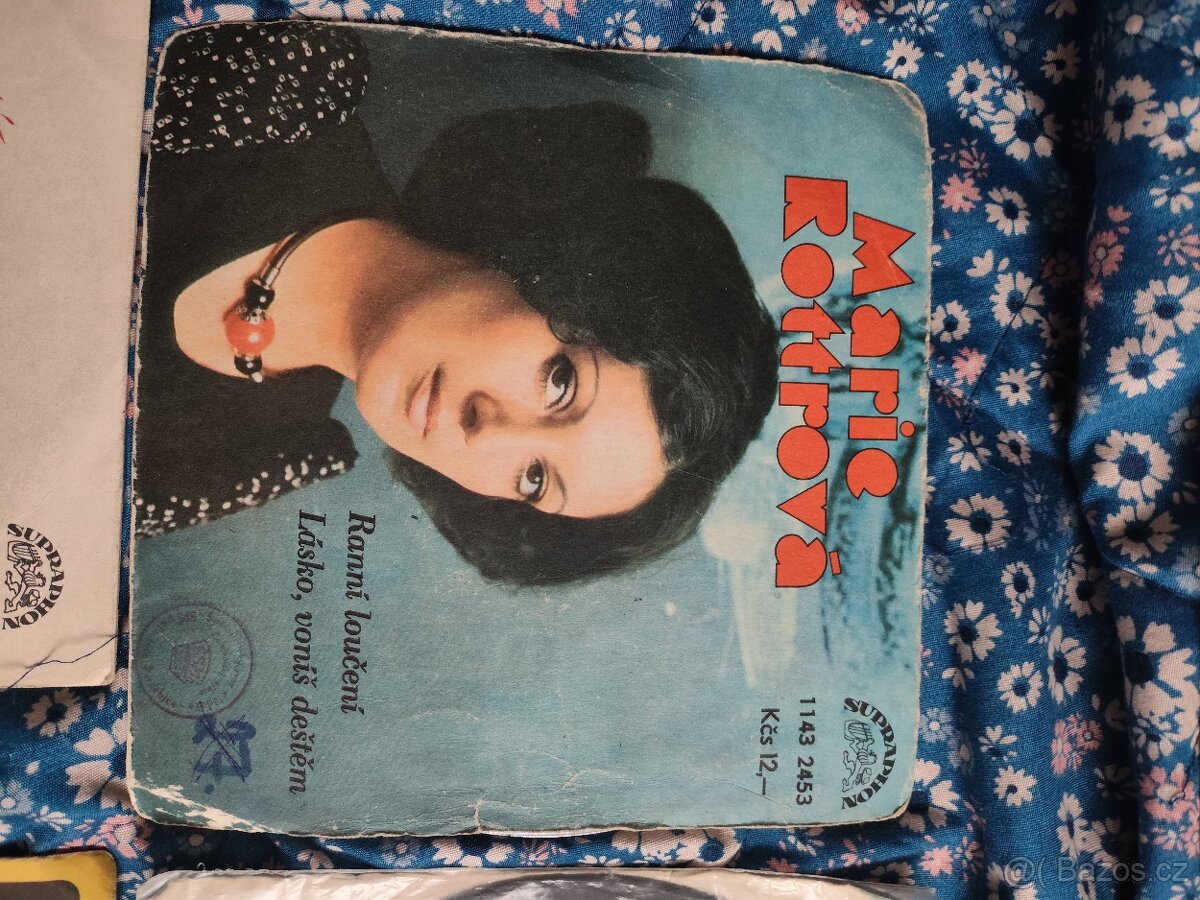 Marie
Rottrová
SUPRAPHON
1143 2453
Kčs 12,–
Ranní loučení
Lásko, voníš deštěm
SUPRAPHON
Bazos.cz